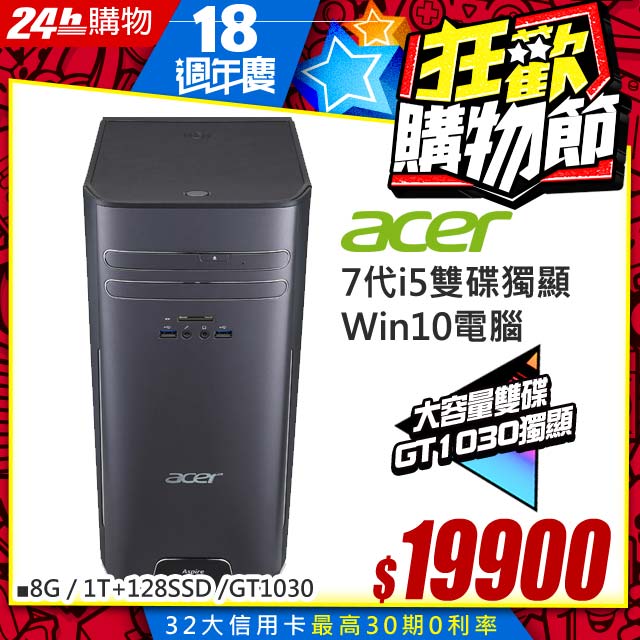 24h購物
18
週年慶
狂歡
購物節
acer
7代i5雙碟獨顯
Win10電腦
大容量雙碟
GT1030獨顯
acer
Aspire
■8G / 1T+128SSD /GT1030
$19900
32大信用卡最高30期0利率